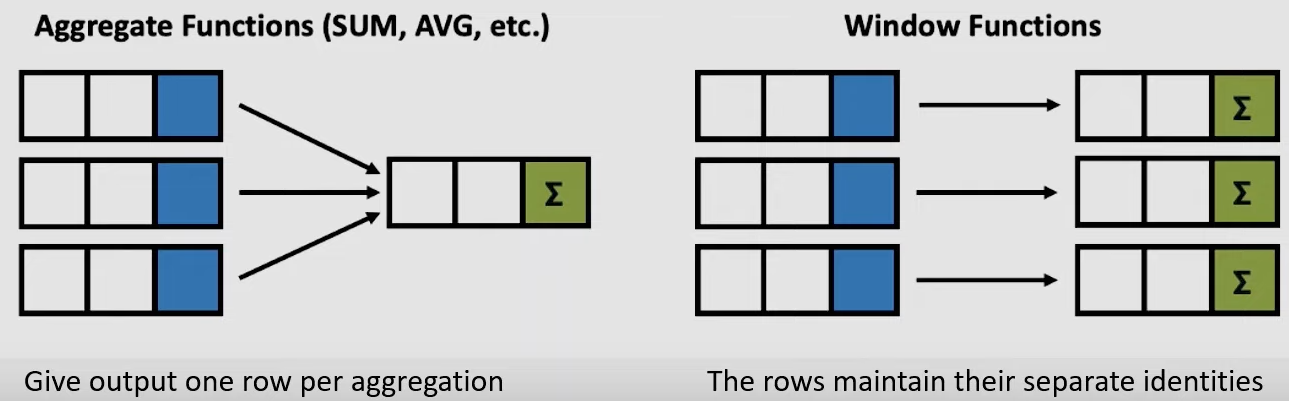 Aggregate Functions (SUM, AVG, etc.)
Window Functions
Σ
Σ
Σ
Σ
Give output one row per aggregation
The rows maintain their separate identities